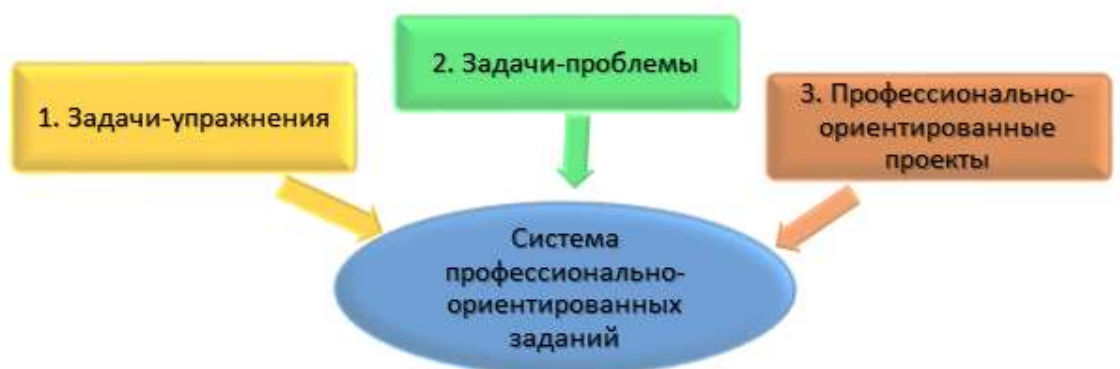 1. Задачи-упражнения
2. Задачи-проблемы
3. Профессионально-
ориентированные
проекты
Система
профессионально-
ориентированных
заданий